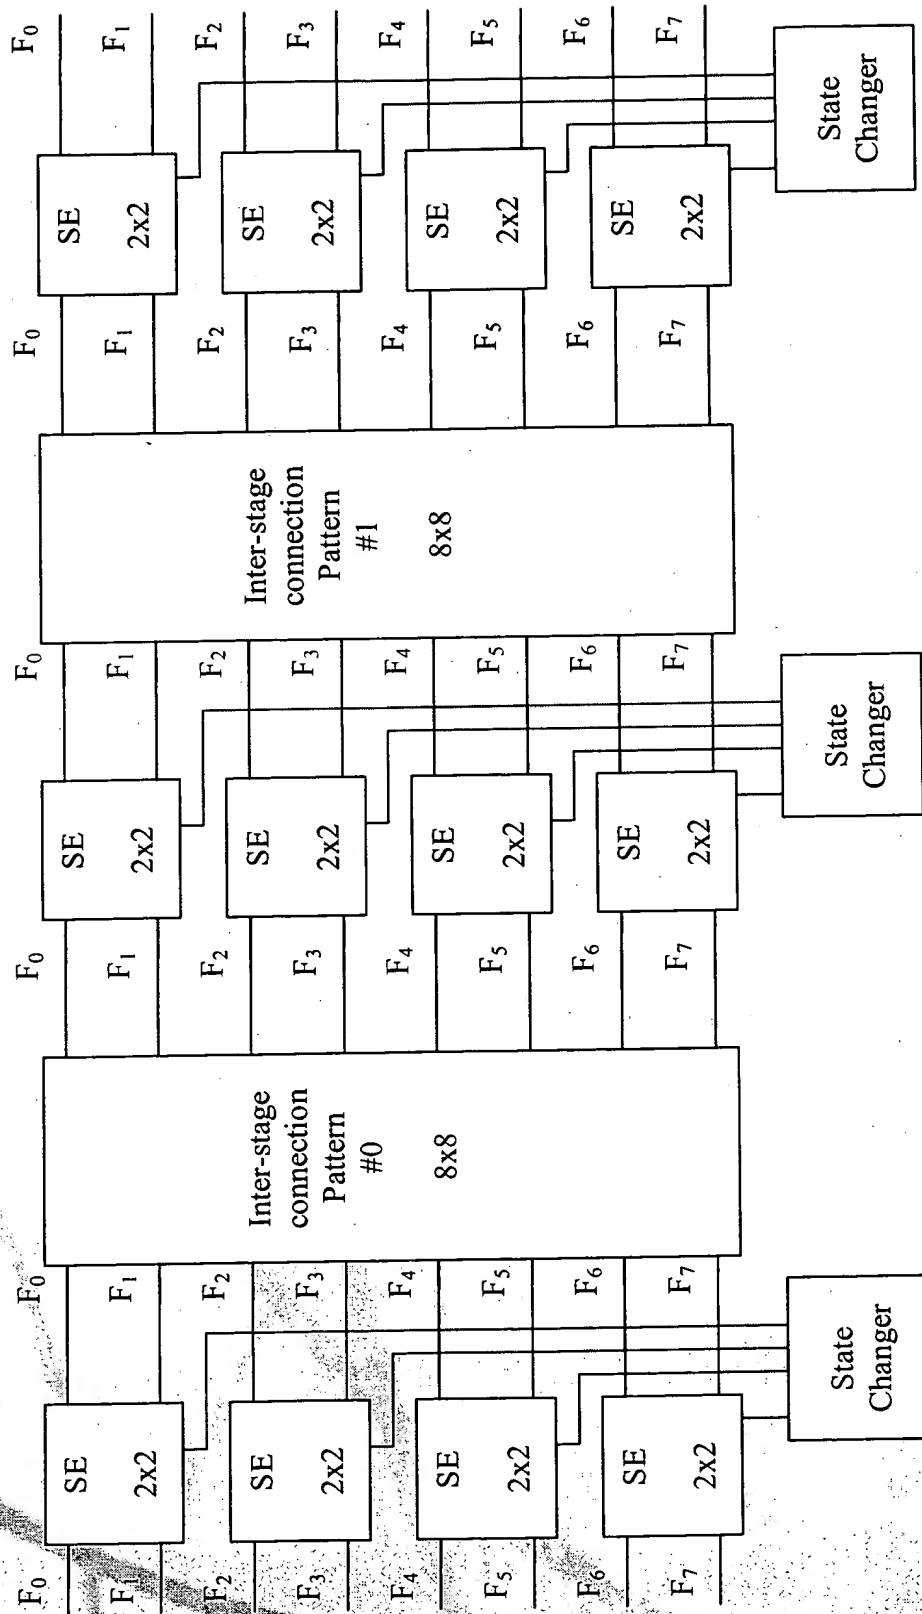 F₀
F₁
F₂
F₃
F₄
F₅
F₆
F₇
SE
2x2
SE
2x2
SE
2x2
SE
2x2
State
Changer
F₀
F₁
F₂
F₃
F₄
F₅
F₆
F₇
Inter-stage
connection
Pattern
#0
8x8
F₀
F₁
F₂
F₃
F₄
F₅
F₆
F₇
SE
2x2
SE
2x2
SE
2x2
SE
2x2
State
Changer
F₀
F₁
F₂
F₃
F₄
F₅
F₆
F₇
Inter-stage
connection
Pattern
#1
8x8
F₀
F₁
F₂
F₃
F₄
F₅
F₆
F₇
SE
2x2
SE
2x2
SE
2x2
SE
2x2
State
Changer
F₀
F₁
F₂
F₃
F₄
F₅
F₆
F₇